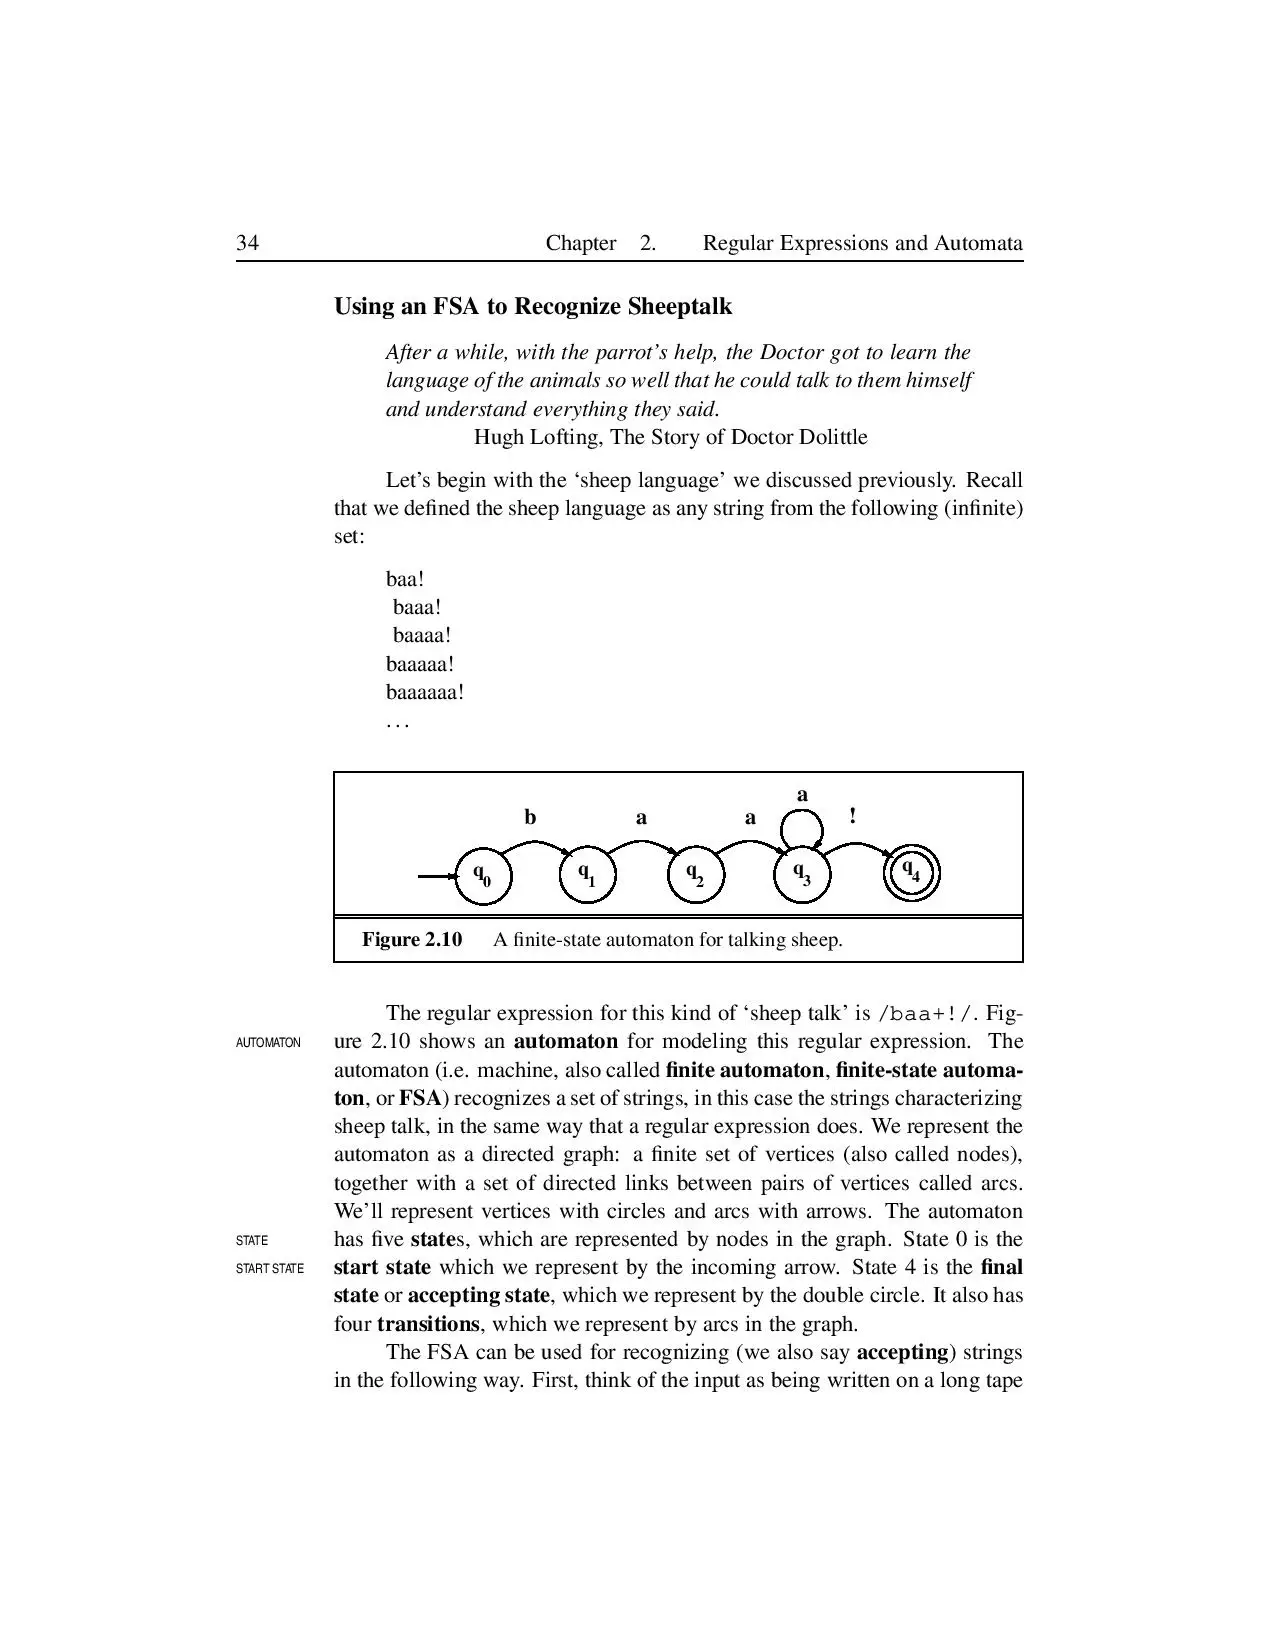 34 Chapter 2. Regular Expressions and Automata
Using an FSA to Recognize Sheeptalk
After a while, with the parrot's help, the Doctor got to learn the
language of the animals so well that he could talk to them himself
and understand everything they said.
Hugh Lofting, The Story of Doctor Dolittle
Let's begin with the ‘sheep language’ we discussed previously. Recall
that we defined the sheep language as any string from the following (infinite)
set:
baa!
baaa!
baaaa!
baaaaa!
baaaaaa!
...
a
b a a !
q0 q1 q2 q3 q4
Figure 2.10 A finite-state automaton for talking sheep.
The regular expression for this kind of ‘sheep talk’ is /baa+!/. Fig-
AUTOMATON ure 2.10 shows an automaton for modeling this regular expression. The
automaton (i.e. machine, also called finite automaton, finite-state automa-
ton, or FSA) recognizes a set of strings, in this case the strings characterizing
sheep talk, in the same way that a regular expression does. We represent the
automaton as a directed graph: a finite set of vertices (also called nodes),
together with a set of directed links between pairs of vertices called arcs.
We'll represent vertices with circles and arcs with arrows. The automaton
STATE has five states, which are represented by nodes in the graph. State 0 is the
START STATE start state which we represent by the incoming arrow. State 4 is the final
state or accepting state, which we represent by the double circle. It also has
four transitions, which we represent by arcs in the graph.
The FSA can be used for recognizing (we also say accepting) strings
in the following way. First, think of the input as being written on a long tape